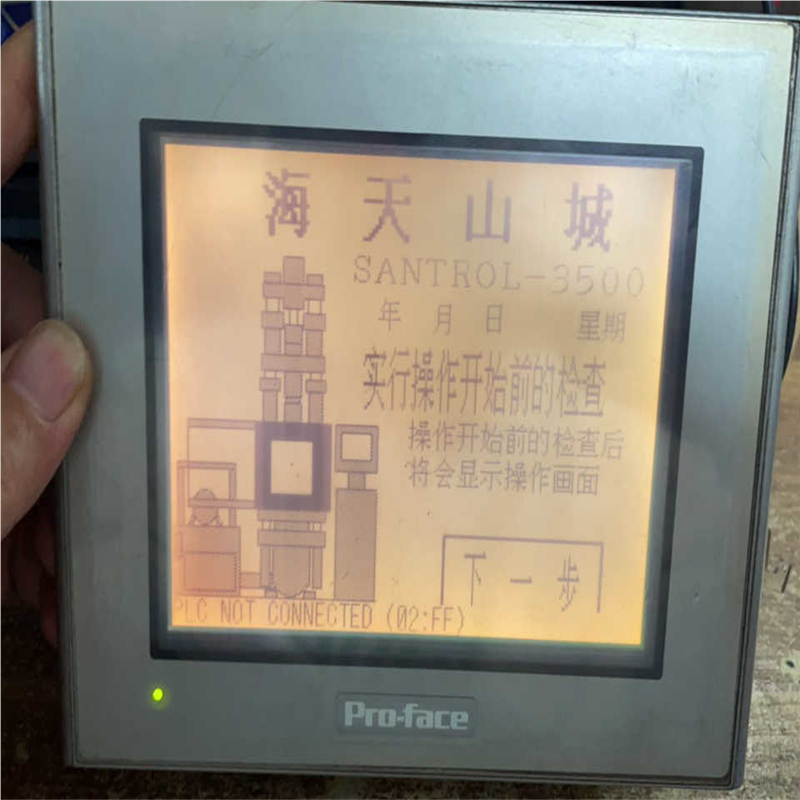 海天山城
SANTROL-3500
年 月 日 星期
实行操作开始前的检查
操作开始前的检查后
将会显示操作画面
下一步
PLC NOT CONNECTED (02:FF)
Pro-face